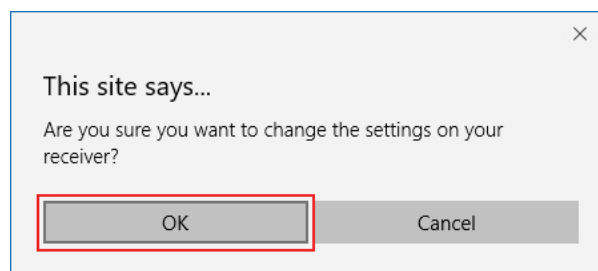 This site says...
Are you sure you want to change the settings on your
receiver?
OK
Cancel